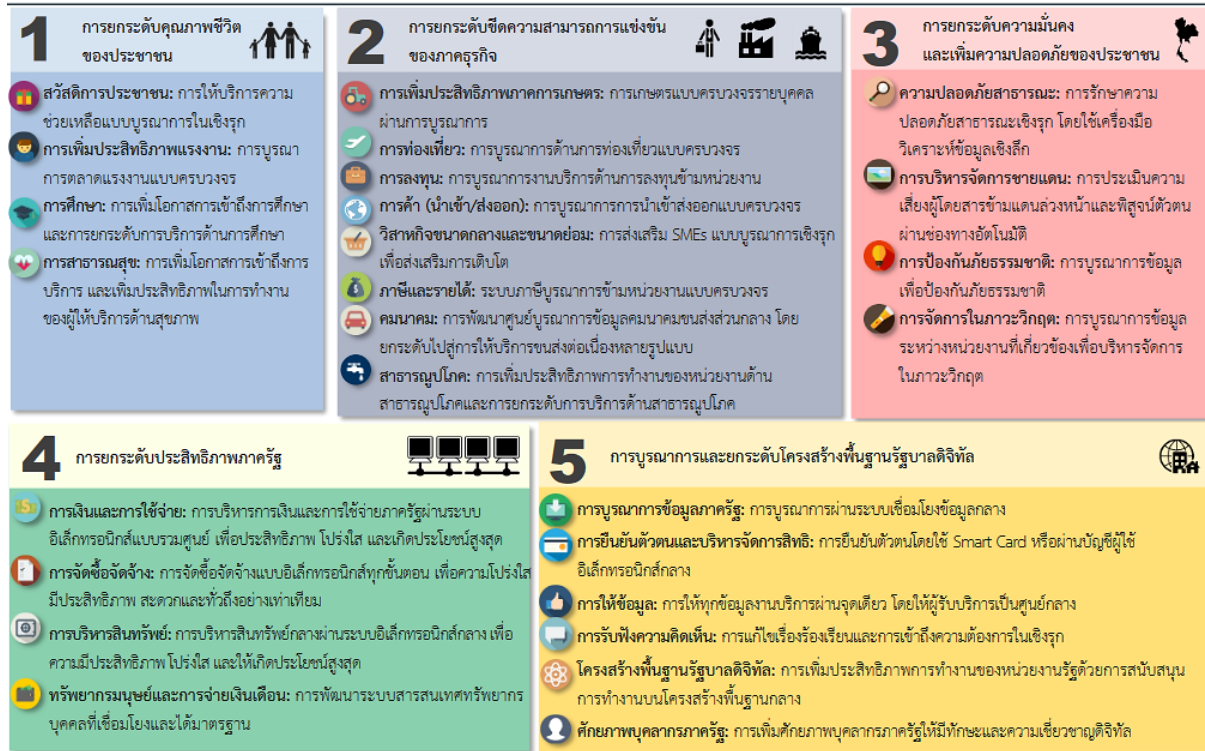 1
การยกระดับคุณภาพชีวิต
ของประชาชน
สวัสดิการประชาชน: การให้บริการความ
ช่วยเหลือแบบบูรณาการในเชิงรุก
การเพิ่มประสิทธิภาพแรงงาน: การบูรณา
การตลาดแรงงานแบบครบวงจร
การศึกษา: การเพิ่มโอกาสการเข้าถึงการศึกษา
และการยกระดับการบริการด้านการศึกษา
การสาธารณสุข: การเพิ่มโอกาสการเข้าถึงการ
บริการ และเพิ่มประสิทธิภาพในการทำงาน
ของผู้ให้บริการด้านสุขภาพ
2
การยกระดับขีดความสามารถการแข่งขัน
ของภาคธุรกิจ
การเพิ่มประสิทธิภาพภาคการเกษตร: การเกษตรแบบครบวงจรรายบุคคล
ผ่านการบูรณาการ
การท่องเที่ยว: การบูรณาการด้านการท่องเที่ยวแบบครบวงจร
การลงทุน: การบูรณาการงานบริการด้านการลงทุนข้ามหน่วยงาน
การค้า (นำเข้า/ส่งออก): การบูรณาการการนำเข้าส่งออกแบบครบวงจร
วิสาหกิจขนาดกลางและขนาดย่อม: การส่งเสริม SMEs แบบบูรณาการเชิงรุก
เพื่อส่งเสริมการเติบโต
ภาษีและรายได้: ระบบภาษีบูรณาการข้ามหน่วยงานแบบครบวงจร
คมนาคม: การพัฒนาศูนย์บูรณาการข้อมูลคมนาคมขนส่งส่วนกลาง โดย
ยกระดับไปสู่การให้บริการขนส่งต่อเนื่องหลายรูปแบบ
สาธารณูปโภค: การเพิ่มประสิทธิภาพการทำงานของหน่วยงานด้าน
สาธารณูปโภคและการยกระดับการบริการด้านสาธารณูปโภค
3
การยกระดับความมั่นคง
และเพิ่มความปลอดภัยของประชาชน
ความปลอดภัยสาธารณะ: การรักษาความ
ปลอดภัยสาธารณะเชิงรุก โดยใช้เครื่องมือ
วิเคราะห์ข้อมูลเชิงลึก
การบริหารจัดการชายแดน: การประเมินความ
เสี่ยงผู้โดยสารข้ามแดนล่วงหน้าและพิสูจน์ตัวตน
ผ่านช่องทางอัตโนมัติ
การป้องกันภัยธรรมชาติ: การบูรณาการข้อมูล
เพื่อป้องกันภัยธรรมชาติ
การจัดการในภาวะวิกฤต: การบูรณาการข้อมูล
ระหว่างหน่วยงานที่เกี่ยวข้องเพื่อบริหารจัดการ
ในภาวะวิกฤต
4
การยกระดับประสิทธิภาพภาครัฐ
การเงินและการใช้จ่าย: การบริหารการเงินและการใช้จ่ายภาครัฐผ่านระบบ
อิเล็กทรอนิกส์แบบรวมศูนย์ เพื่อประสิทธิภาพ โปร่งใส และเกิดประโยชน์สูงสุด
การจัดซื้อจัดจ้าง: การจัดซื้อจัดจ้างแบบอิเล็กทรอนิกส์ทุกขั้นตอน เพื่อความโปร่งใส
มีประสิทธิภาพ สะดวกและทั่วถึงอย่างเท่าเทียม
การบริหารสินทรัพย์: การบริหารสินทรัพย์กลางผ่านระบบอิเล็กทรอนิกส์กลาง เพื่อ
ความมีประสิทธิภาพ โปร่งใส และให้เกิดประโยชน์สูงสุด
ทรัพยากรมนุษย์และการจ่ายเงินเดือน: การพัฒนาระบบสารสนเทศทรัพยากร
บุคคลที่เชื่อมโยงและได้มาตรฐาน
5
การบูรณาการและยกระดับโครงสร้างพื้นฐานรัฐบาลดิจิทัล
การบูรณาการข้อมูลภาครัฐ: การบูรณาการผ่านระบบเชื่อมโยงข้อมูลกลาง
การยืนยันตัวตนและบริหารจัดการสิทธิ: การยืนยันตัวตนโดยใช้ Smart Card หรือผ่านบัญชีผู้ใช้
อิเล็กทรอนิกส์กลาง
การให้ข้อมูล: การให้ทุกข้อมูลงานบริการผ่านจุดเดียว โดยให้ผู้รับบริการเป็นศูนย์กลาง
การรับฟังความคิดเห็น: การแก้ไขเรื่องร้องเรียนและการเข้าถึงความต้องการในเชิงรุก
โครงสร้างพื้นฐานรัฐบาลดิจิทัล: การเพิ่มประสิทธิภาพการทำงานของหน่วยงานรัฐด้วยการสนับสนุน
การทำงานบนโครงสร้างพื้นฐานกลาง
ศักยภาพบุคลากรภาครัฐ: การเพิ่มศักยภาพบุคลากรภาครัฐให้มีทักษะและความเชี่ยวชาญดิจิทัล